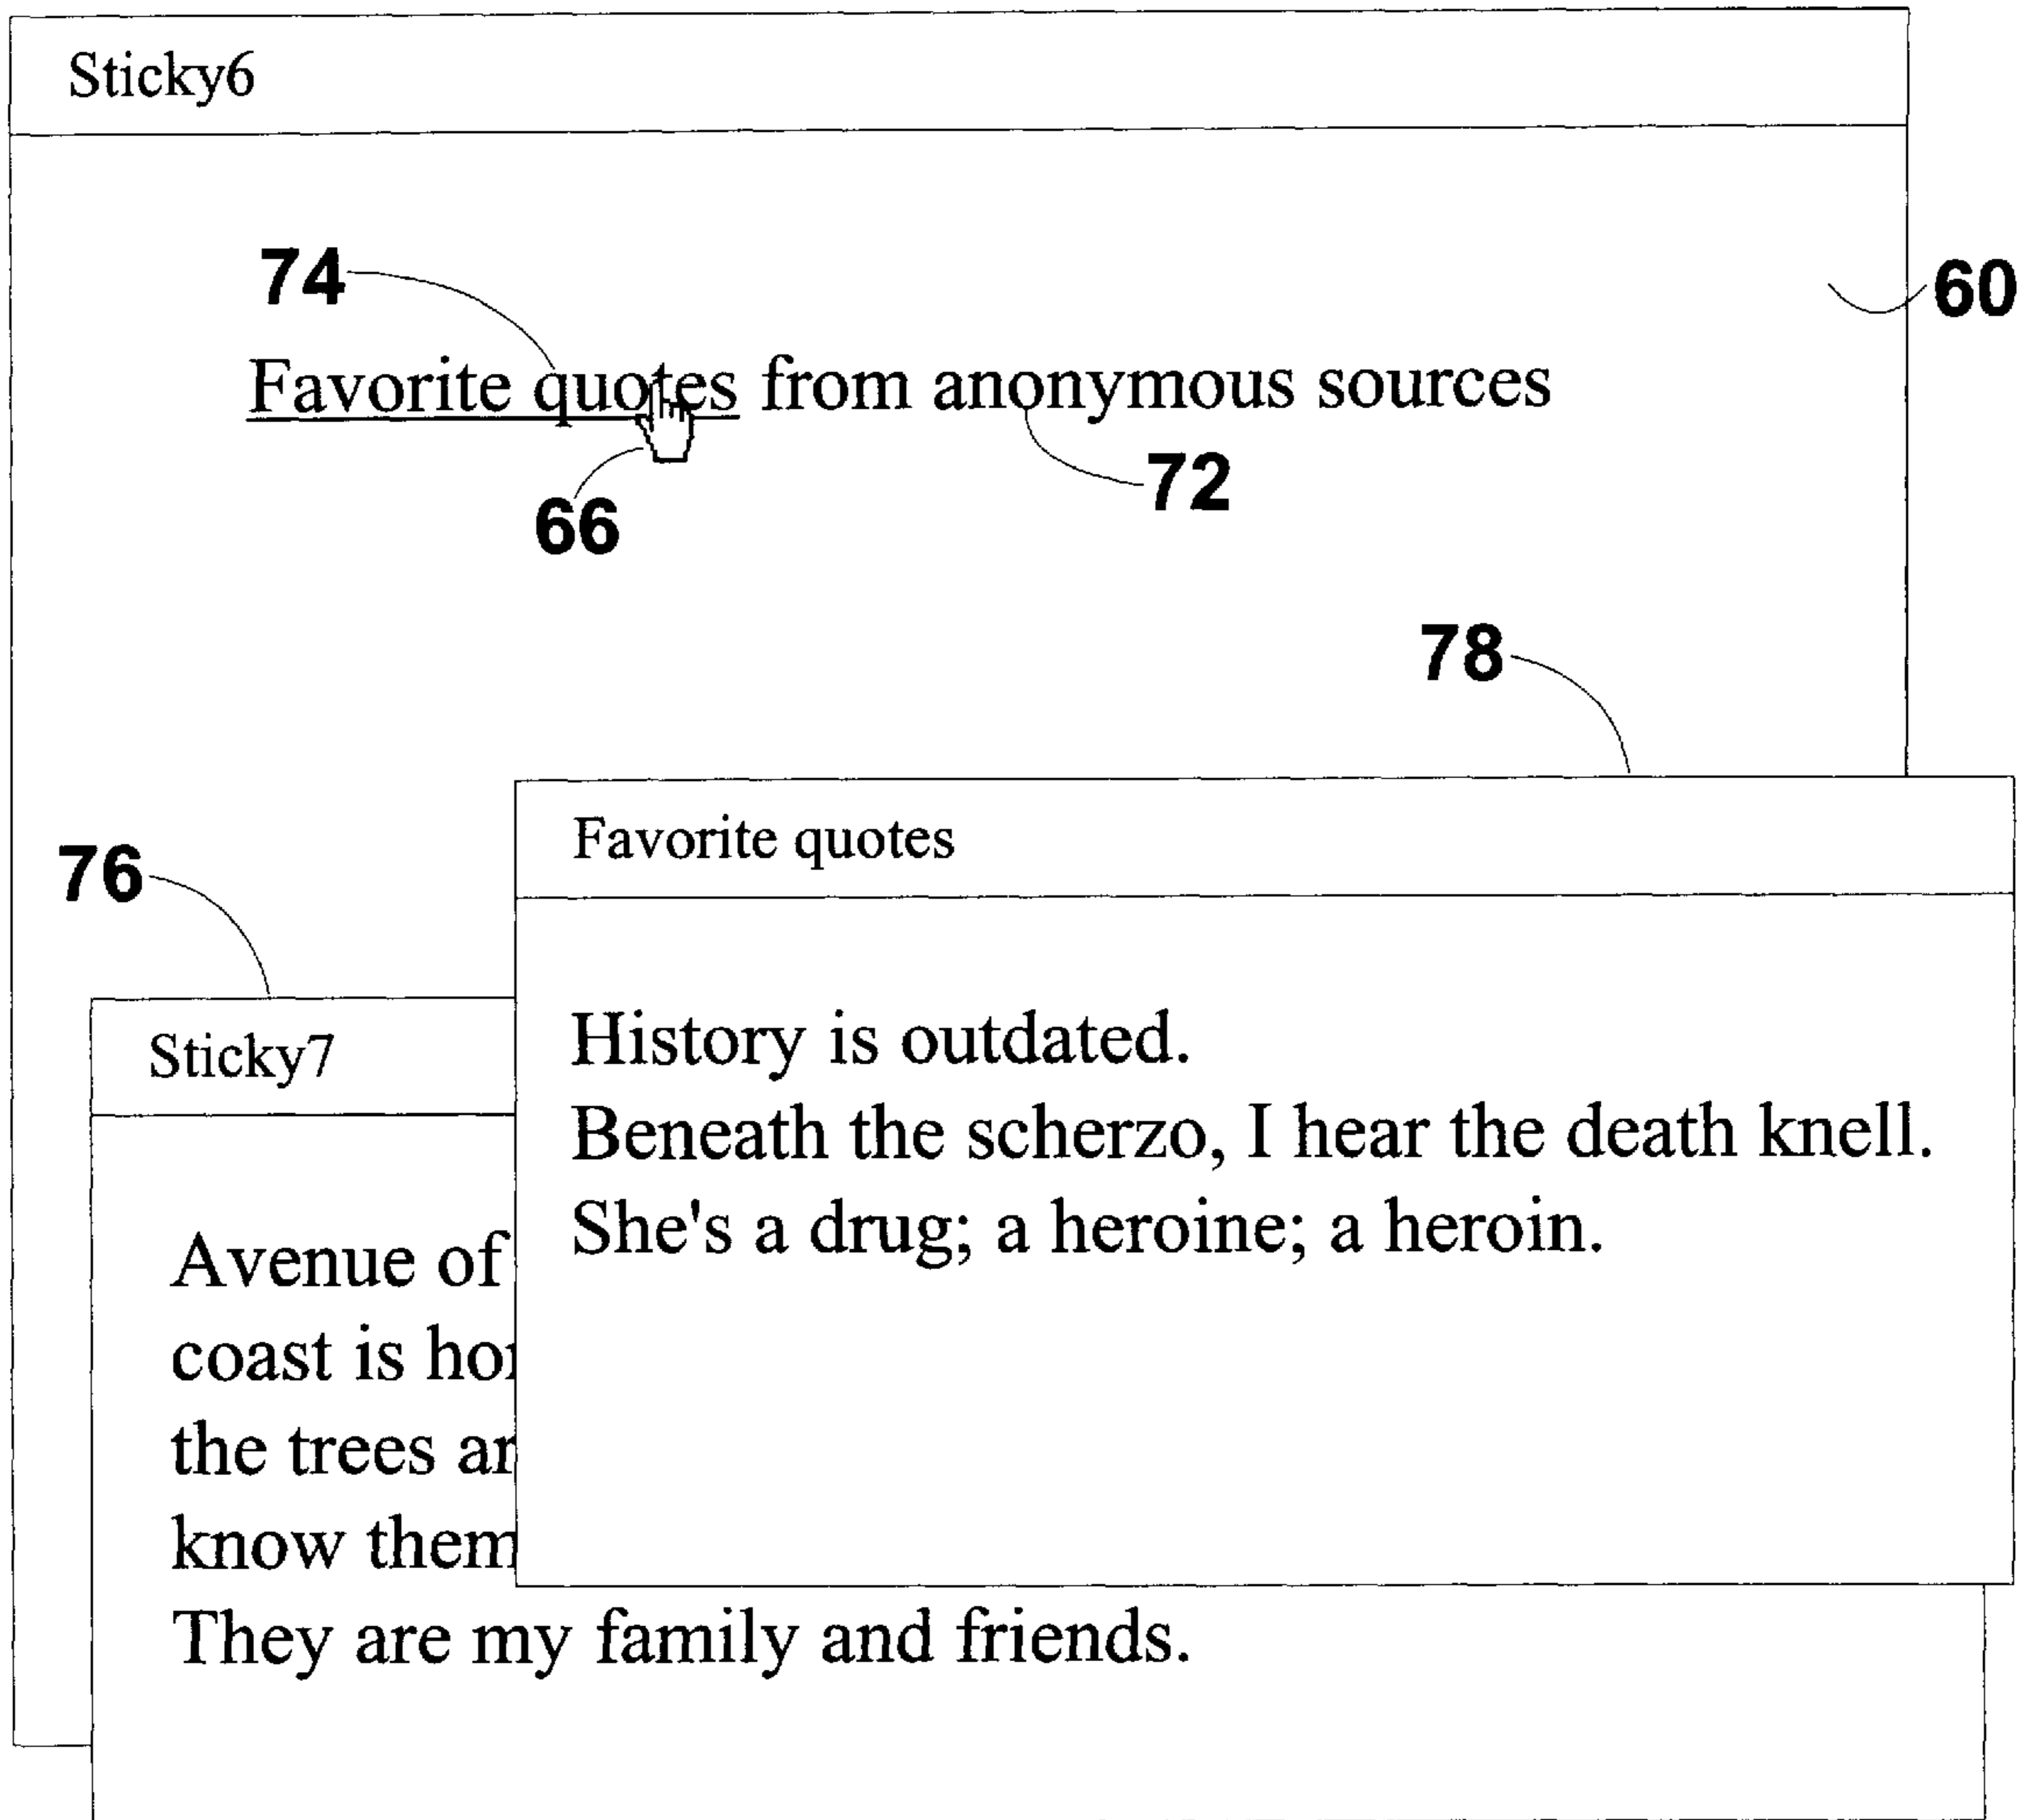 Sticky6
74
60
Favorite quotes from anonymous sources
72
66
78
Favorite quotes
76
History is outdated.
Sticky7
Beneath the scherzo, I hear the death knell.
She's a drug; a heroine; a heroin.
Avenue of
coast is
the trees
know them
They are my family and friends.